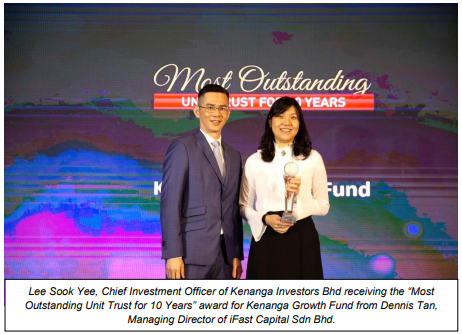 Most Outstanding
UNIT TRUST FOR 10 YEARS
Fund
Lee Sook Yee, Chief Investment Officer of Kenanga Investors Bhd receiving the “Most
Outstanding Unit Trust for 10 Years” award for Kenanga Growth Fund from Dennis Tan,
Managing Director of iFast Capital Sdn Bhd.